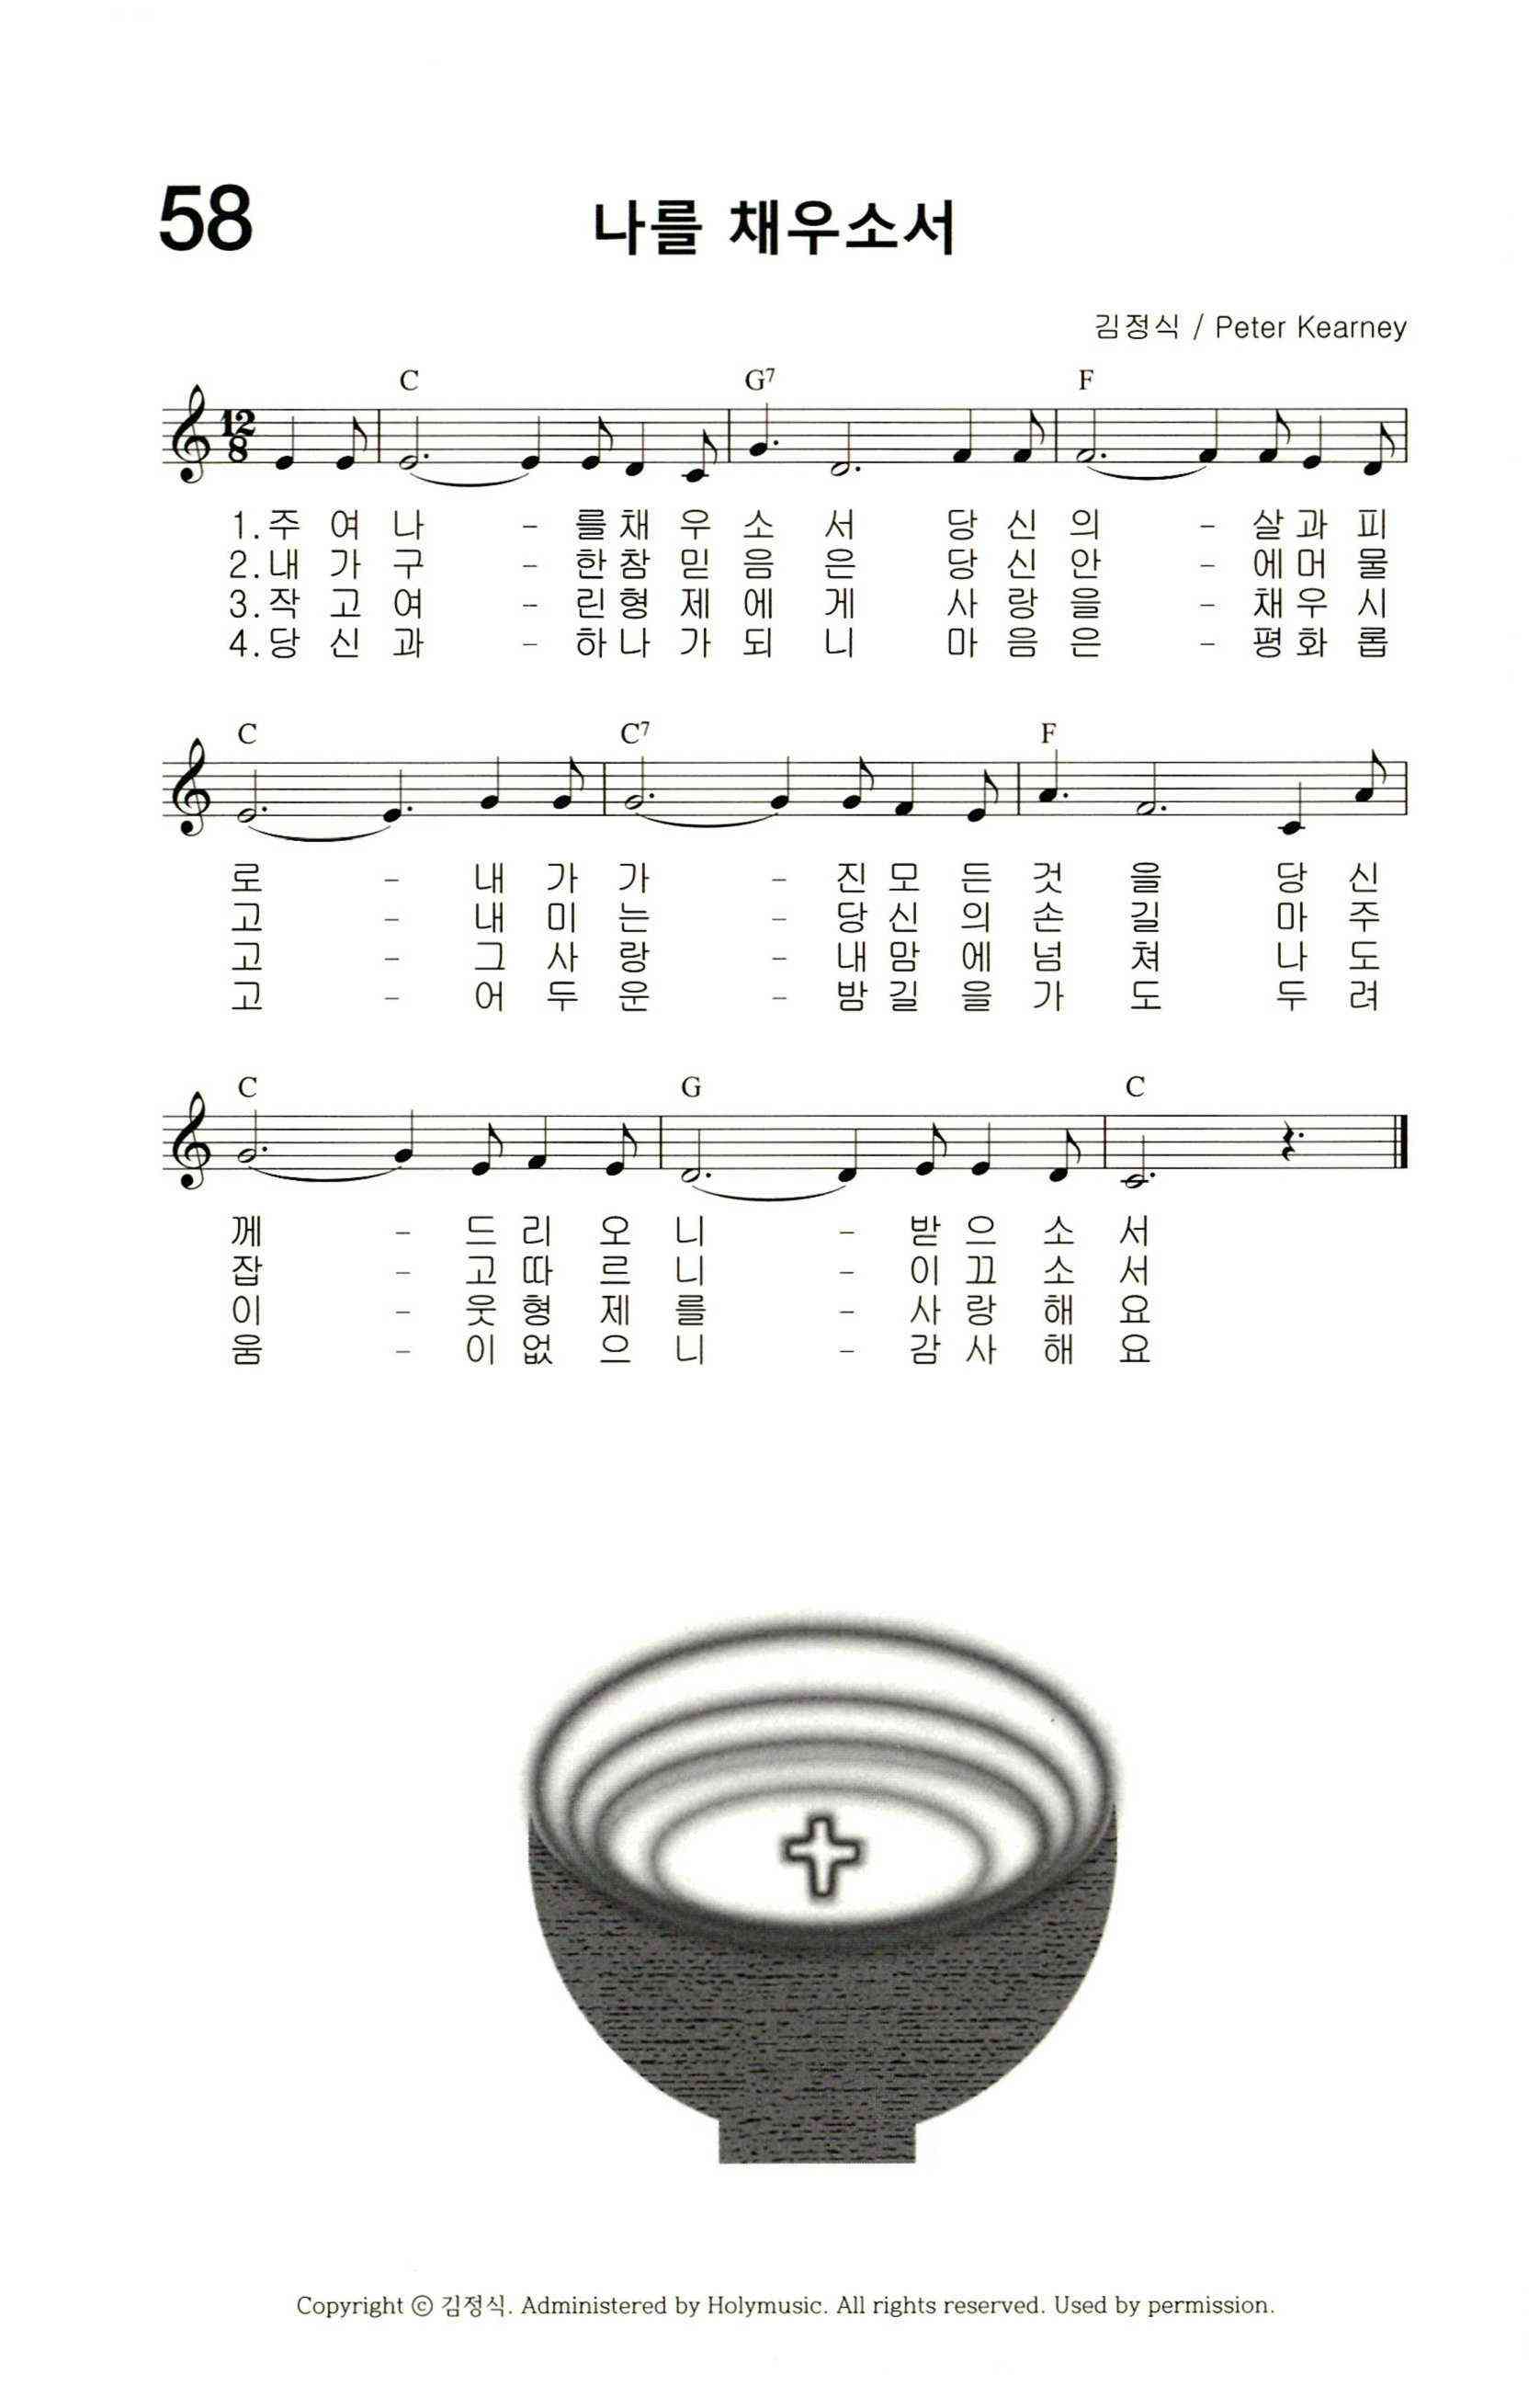 58
나를 채우소서
김정식 / Peter Kearney
C G7 F
12
8
1.주 여 나 - 를 채 우 소 서 당 신 의 - 살 과 피
2.내 가 구 - 한 참 믿 음 은 당 신 안 - 에 머 물
3.작 고 여 - 린 형 제 에 게 사 랑 을 - 채 우 시
4.당 신 과 - 하 나 가 되 니 마 음 은 - 평 화 롭
C C7 F
로 - 내 가 가 - 진 모 든 것 을 당 신
고 - 내 미 는 - 당 신 의 손 길 마 주
고 - 그 사 랑 - 내 맘 에 넘 쳐 나 도
고 - 어 두 운 - 밤 길 을 가 도 두 려
C G C
께 - 드 리 오 니 - 받 으 소 서
잡 - 고 따 르 니 - 이 끄 소 서
이 - 웃 형 제 를 - 사 랑 해 요
움 - 이 없 으 니 - 감 사 해 요
Copyright ⓒ 김정식. Administered by Holymusic. All rights reserved. Used by permission.